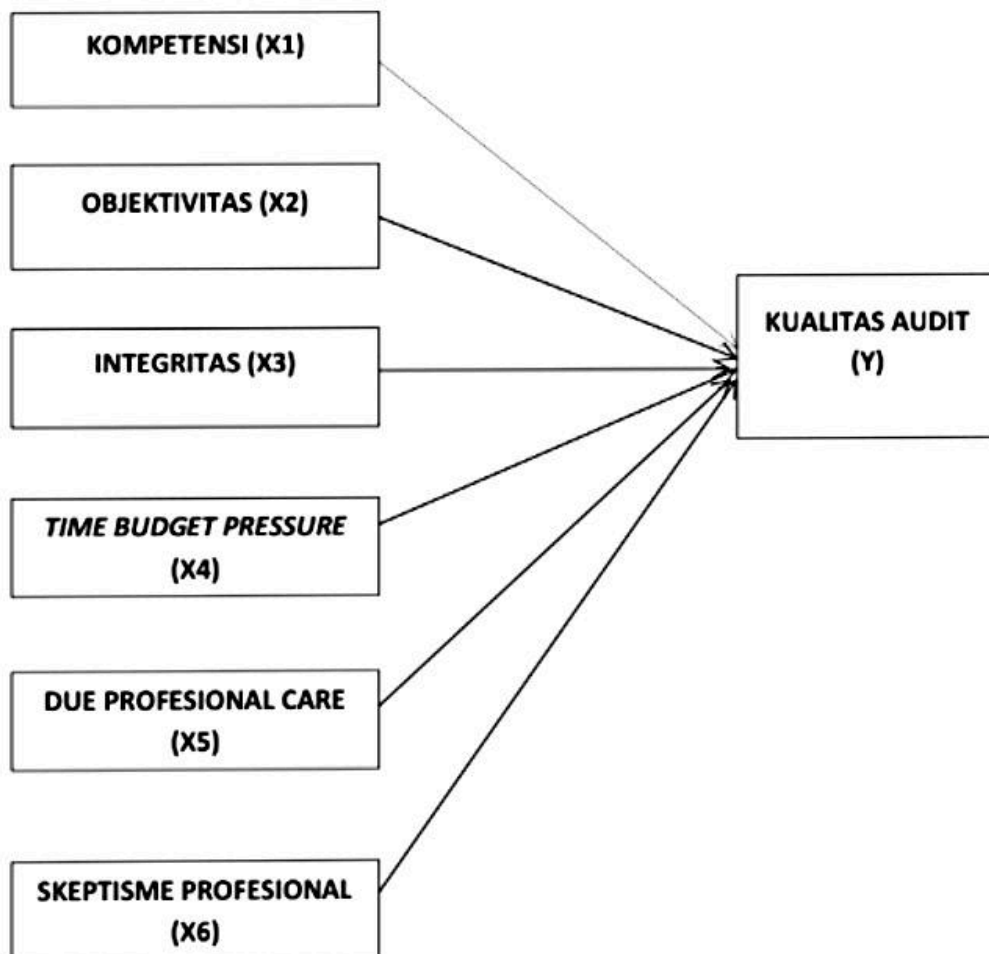 KOMPETENSI (X1)
OBJEKTIVITAS (X2)
INTEGRITAS (X3)
TIME BUDGET PRESSURE
(X4)
DUE PROFESIONAL CARE
(X5)
SKEPTISME PROFESIONAL
(X6)
KUALITAS AUDIT
(Y)